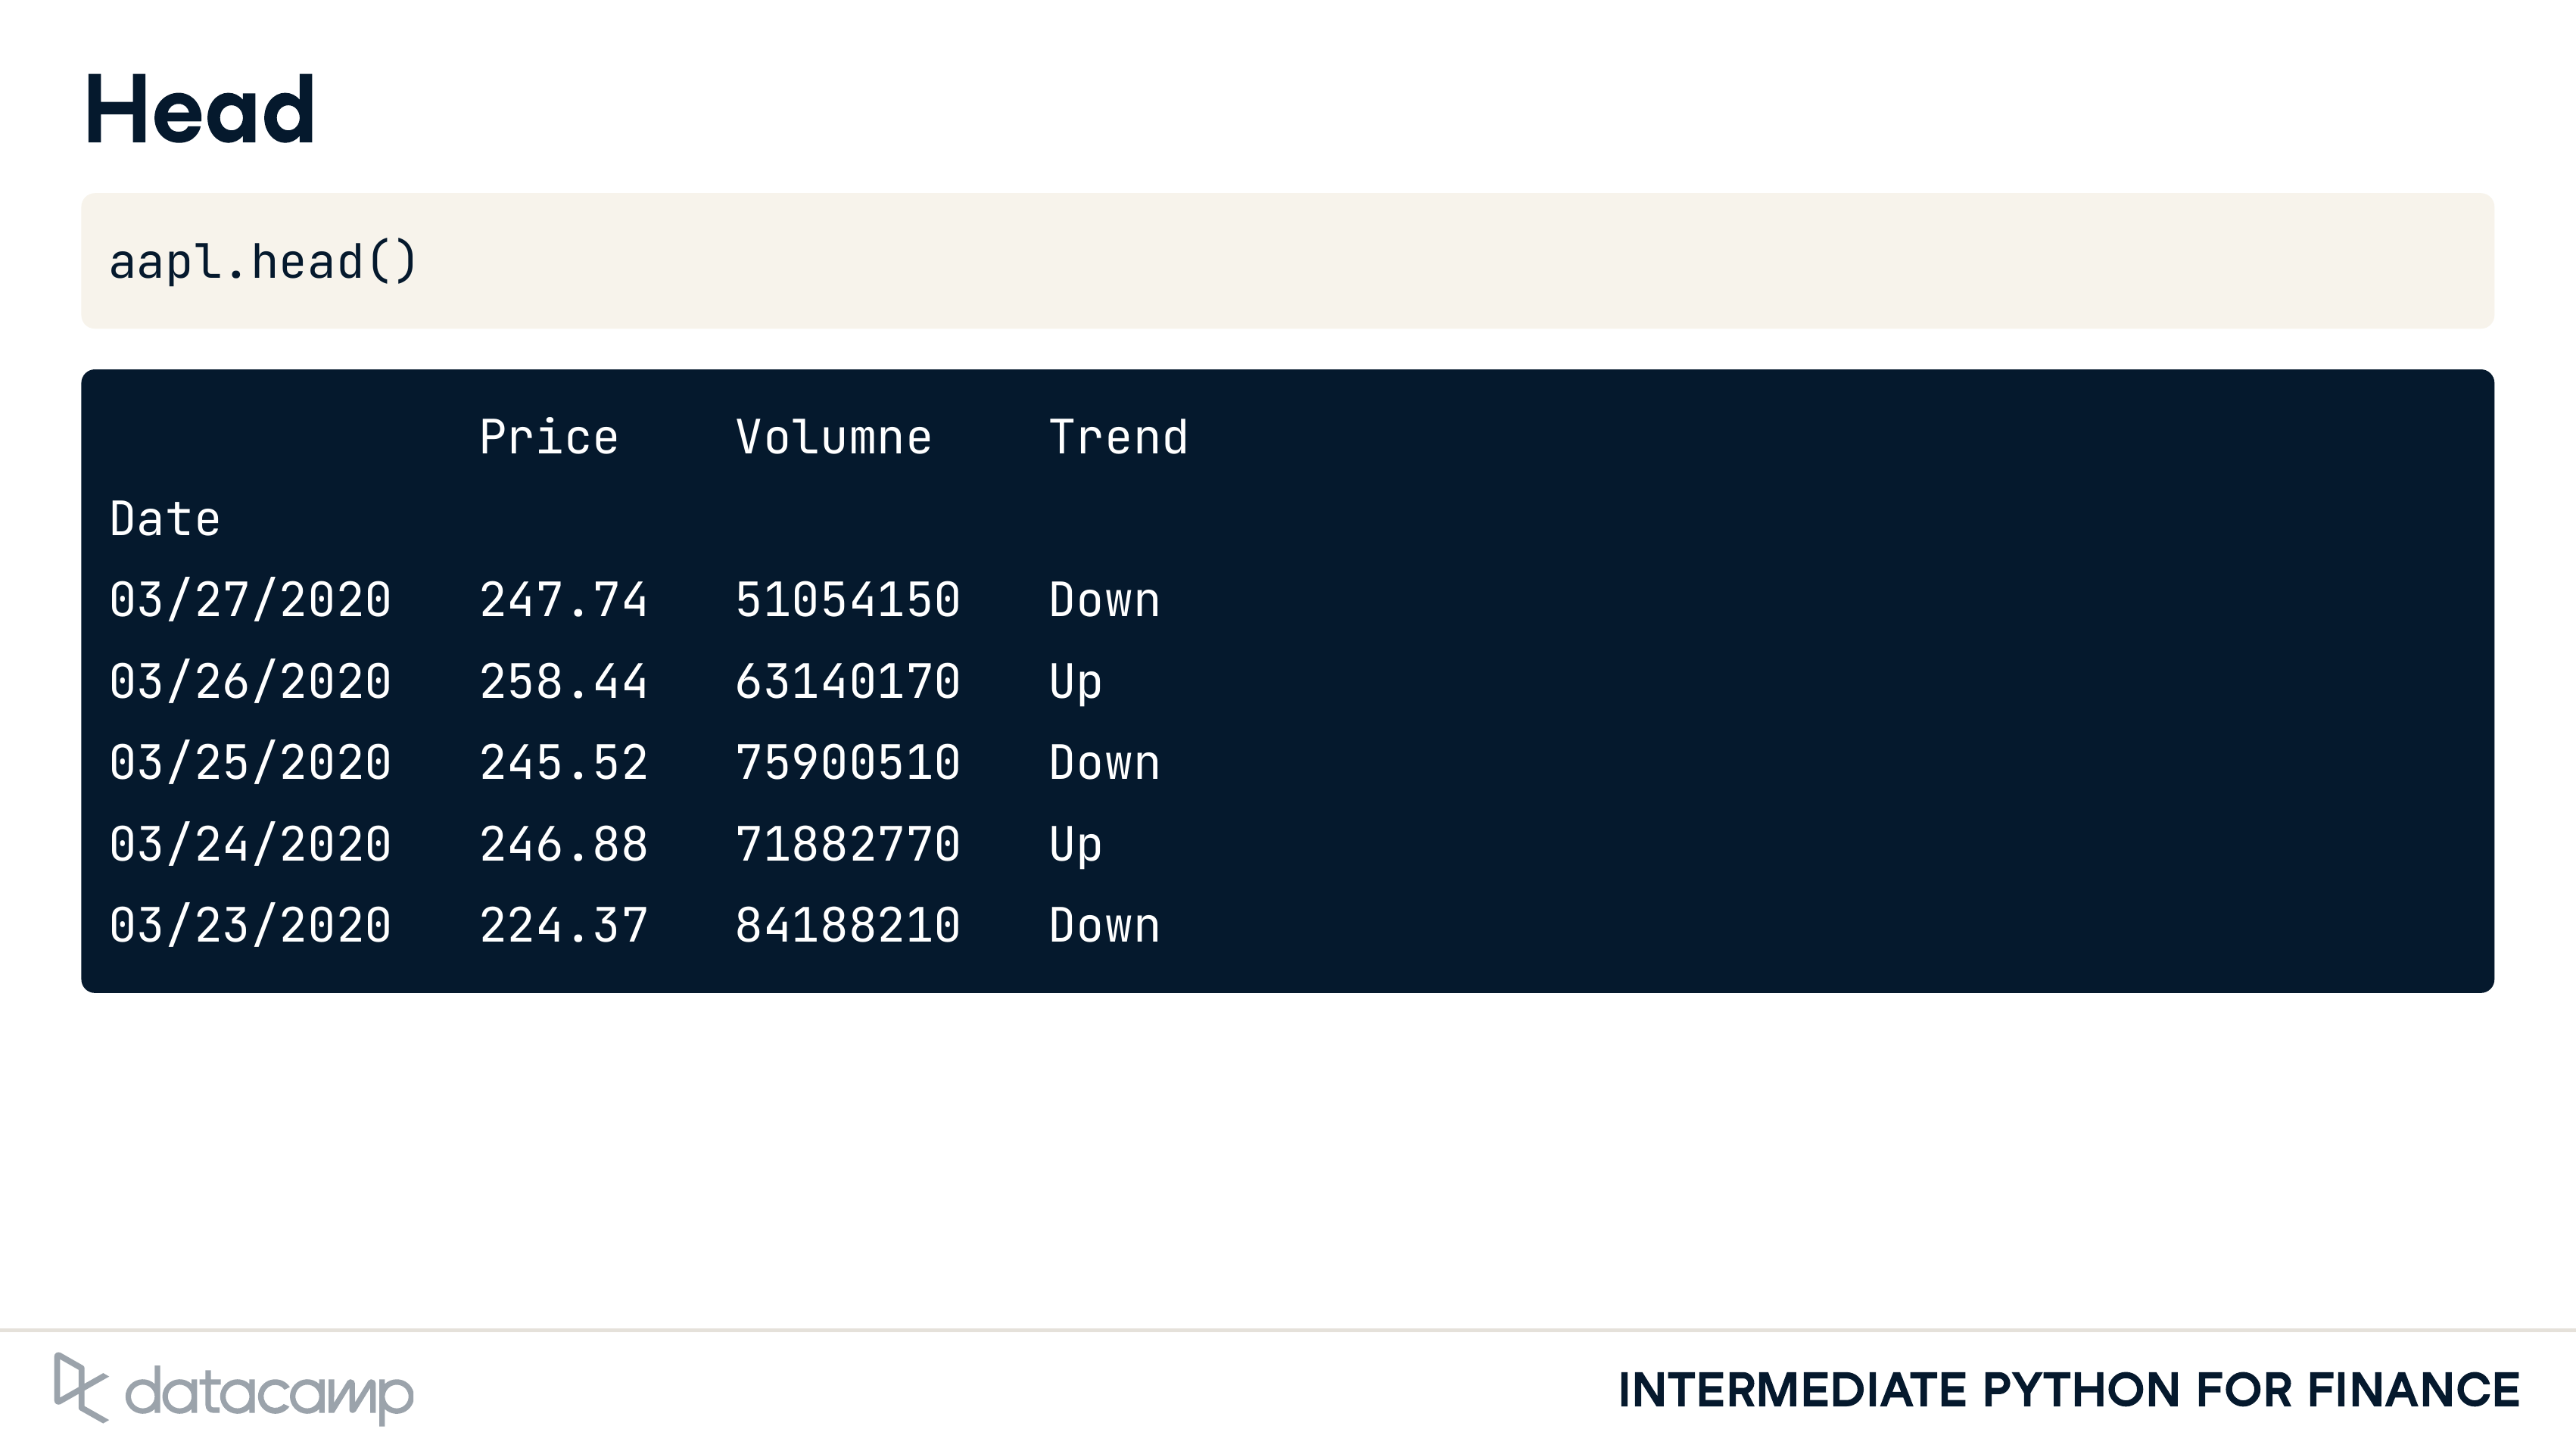 Head
aapl.head()
Price Volumne Trend
Date
03/27/2020 247.74 51054150 Down
03/26/2020 258.44 63140170 Up
03/25/2020 245.52 75900510 Down
03/24/2020 246.88 71882770 Up
03/23/2020 224.37 84188210 Down
datacamp
INTERMEDIATE PYTHON FOR FINANCE